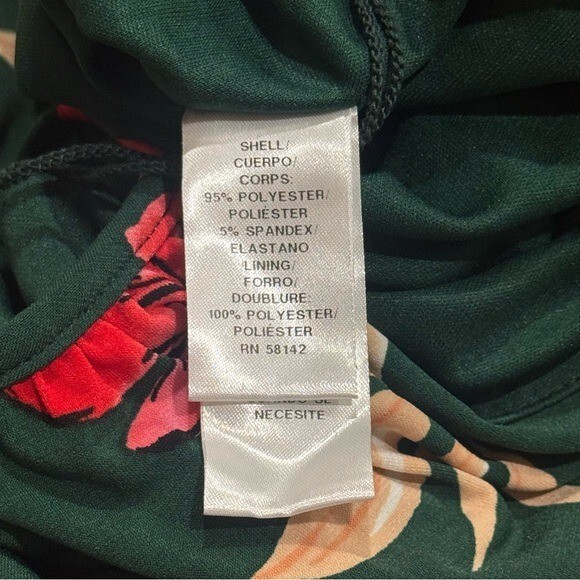 SHELL/
CUERPO/
CORPS:
95% POLYESTER/
POLIÉSTER
5% SPANDEX/
ELASTANO
LINING/
FORRO/
DOUBLURE:
100% POLYESTER/
POLIÉSTER
RN 58142
NECESITE